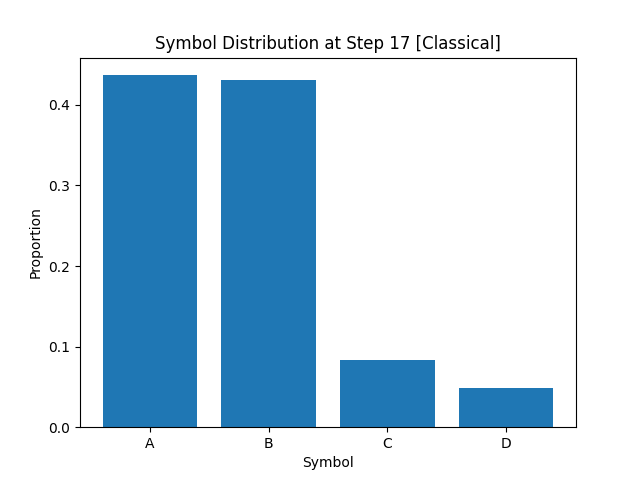 Symbol Distribution at Step 17 [Classical]
0.4
0.3
0.2
0.1
0.0
Proportion
A B C D
Symbol